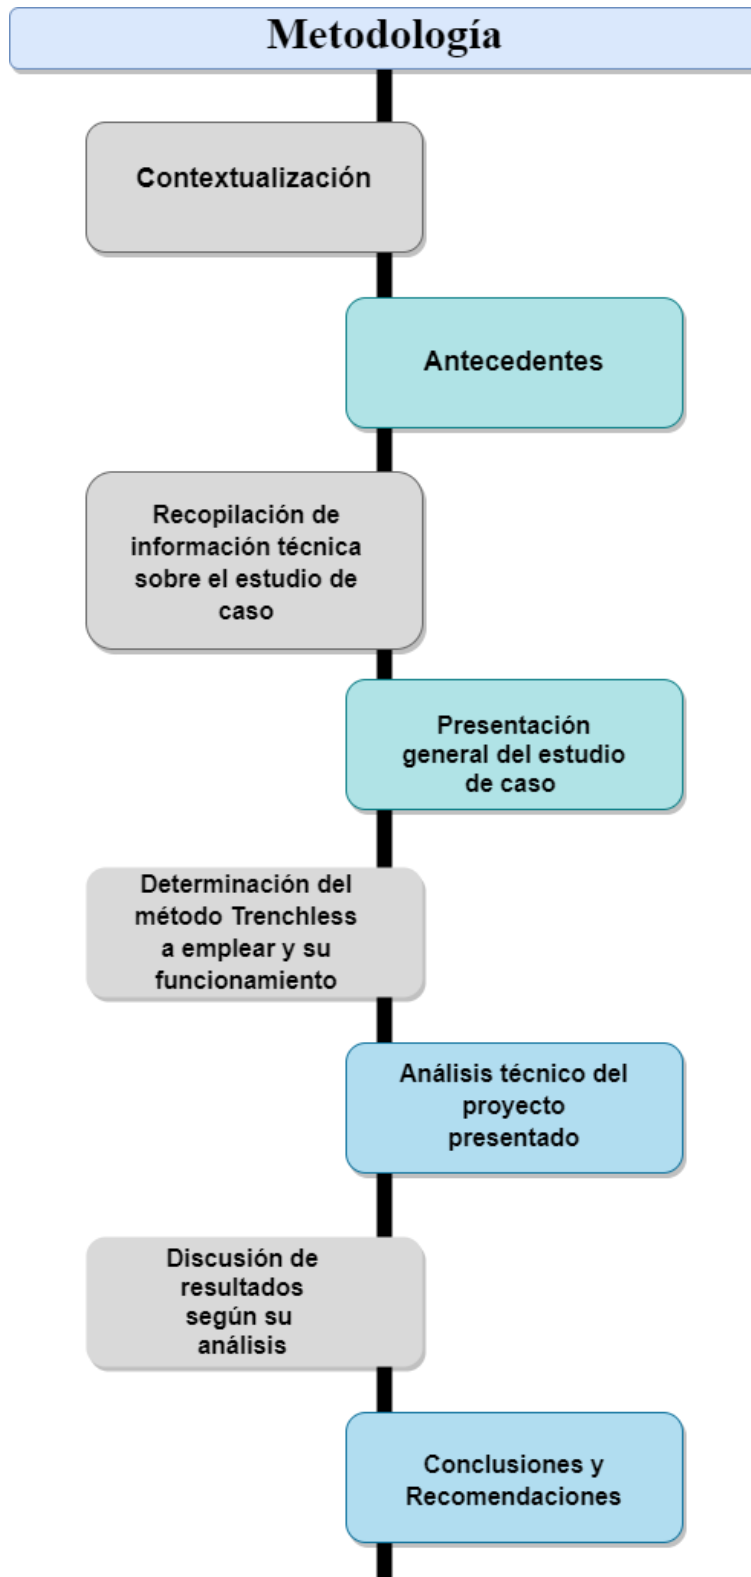 Metodología
Contextualización
Antecedentes
Recopilación de
información técnica
sobre el estudio de
caso
Presentación
general del estudio
de caso
Determinación del
método Trenchless
a emplear y su
funcionamiento
Análisis técnico del
proyecto
presentado
Discusión de
resultados
según su
análisis
Conclusiones y
Recomendaciones